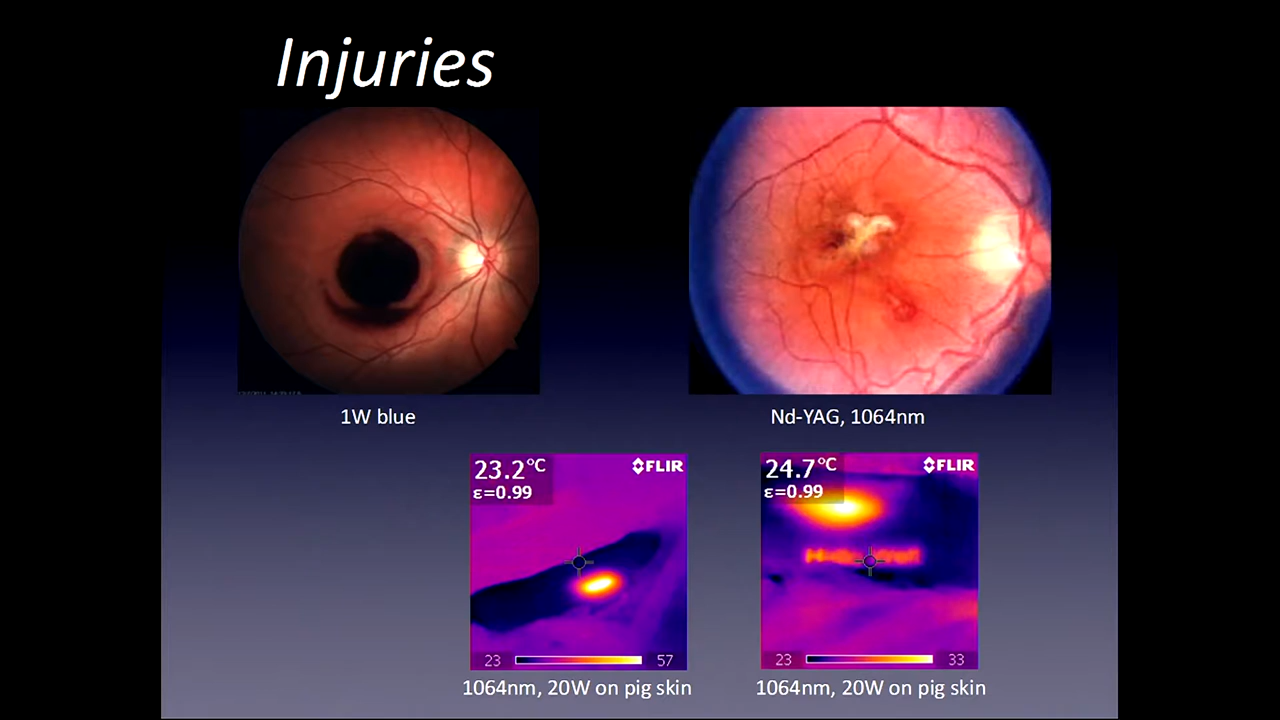 Injuries
1W blue
Nd-YAG, 1064nm
23.2°C
FLIR
ε=0.99
23
57
24.7°C
FLIR
ε=0.99
23
33
1064nm, 20W on pig skin
1064nm, 20W on pig skin